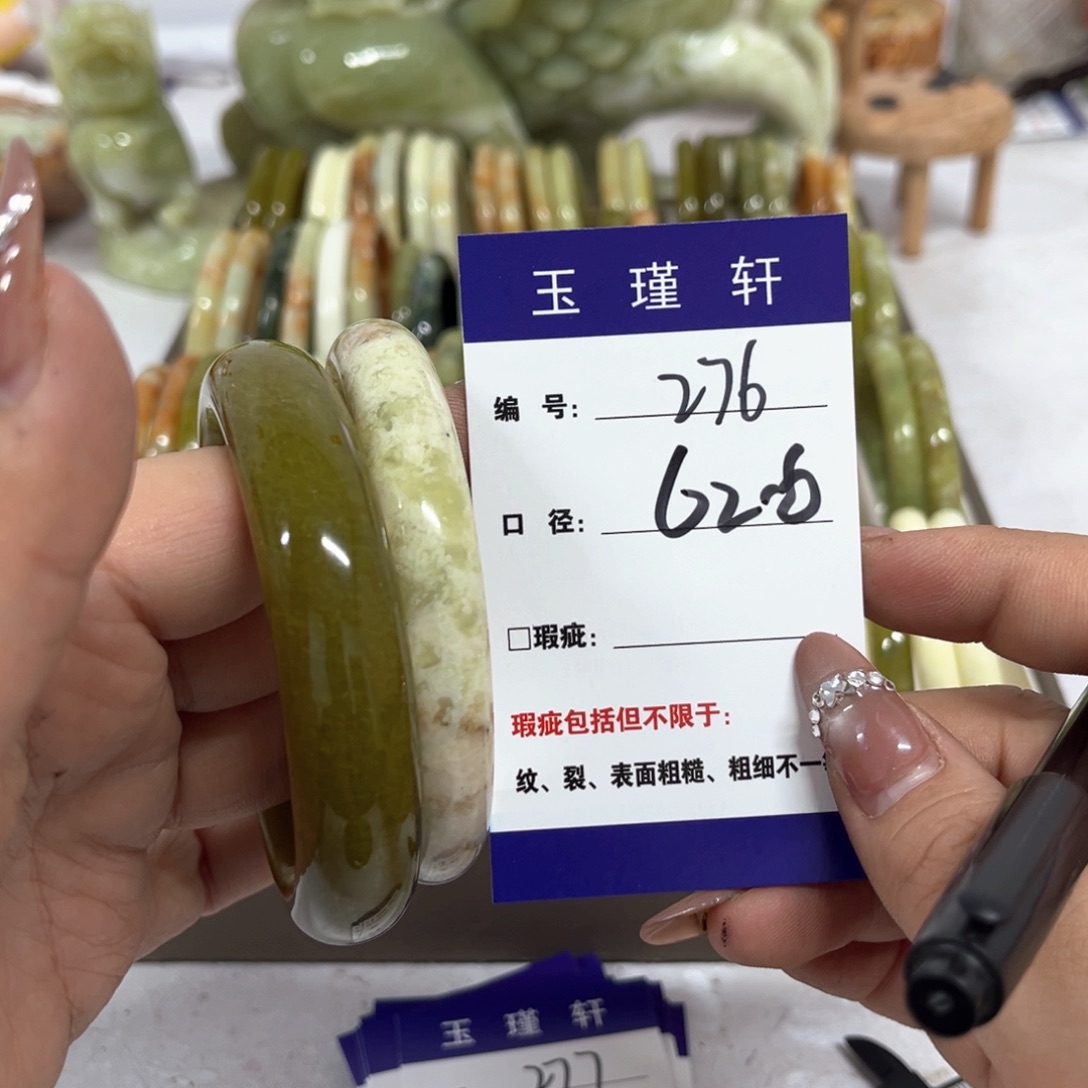 玉 瑾 轩
编 号: 276
口 径: 62.8
□瑕疵:
瑕疵包括但不限于:
纹、裂、表面粗糙、粗细不一
玉 瑾 轩
277